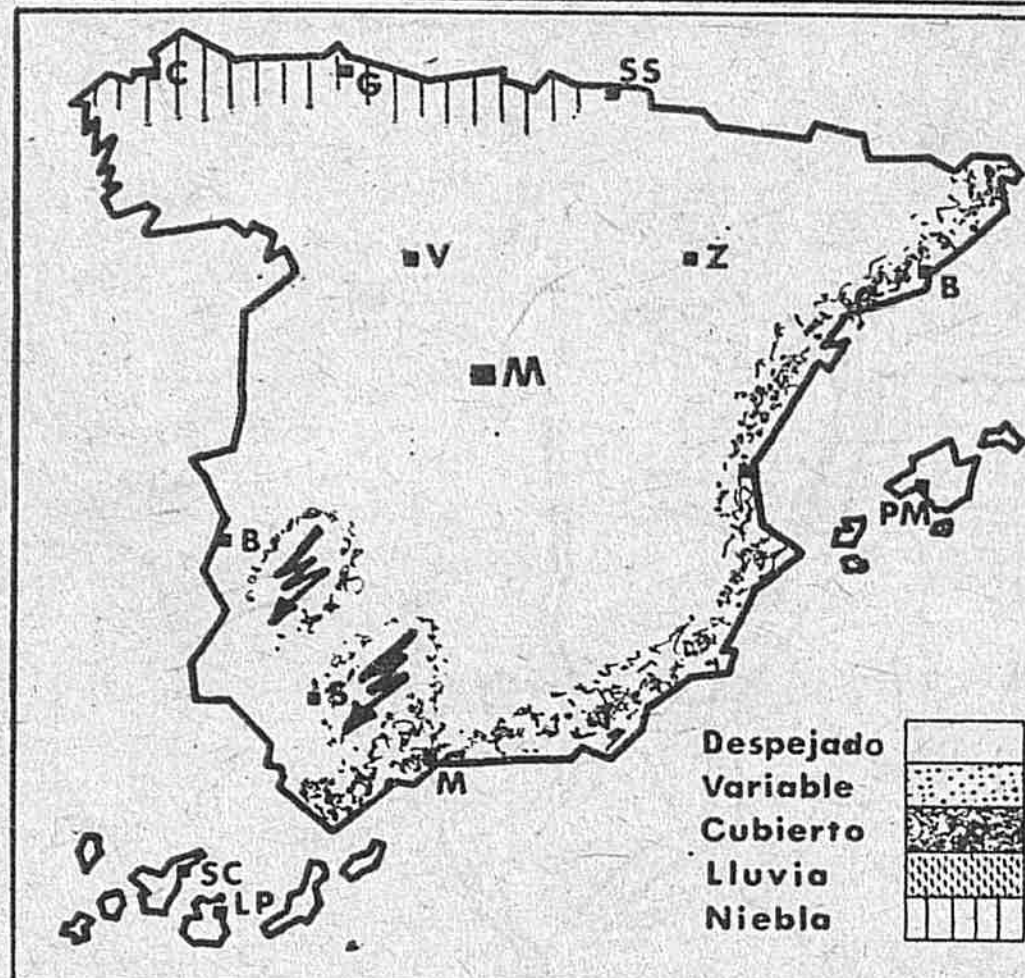 C
G
SS
V
Z
B
M
PM
B
S
M
SC
LP
Despejado
Variable
Cubierto
Lluvia
Niebla